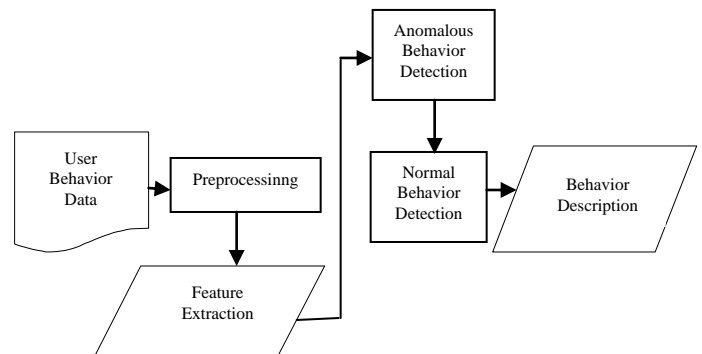 User
Behavior
Data
Preprocessinng
Feature
Extraction
Anomalous
Behavior
Detection
Normal
Behavior
Detection
Behavior
Description